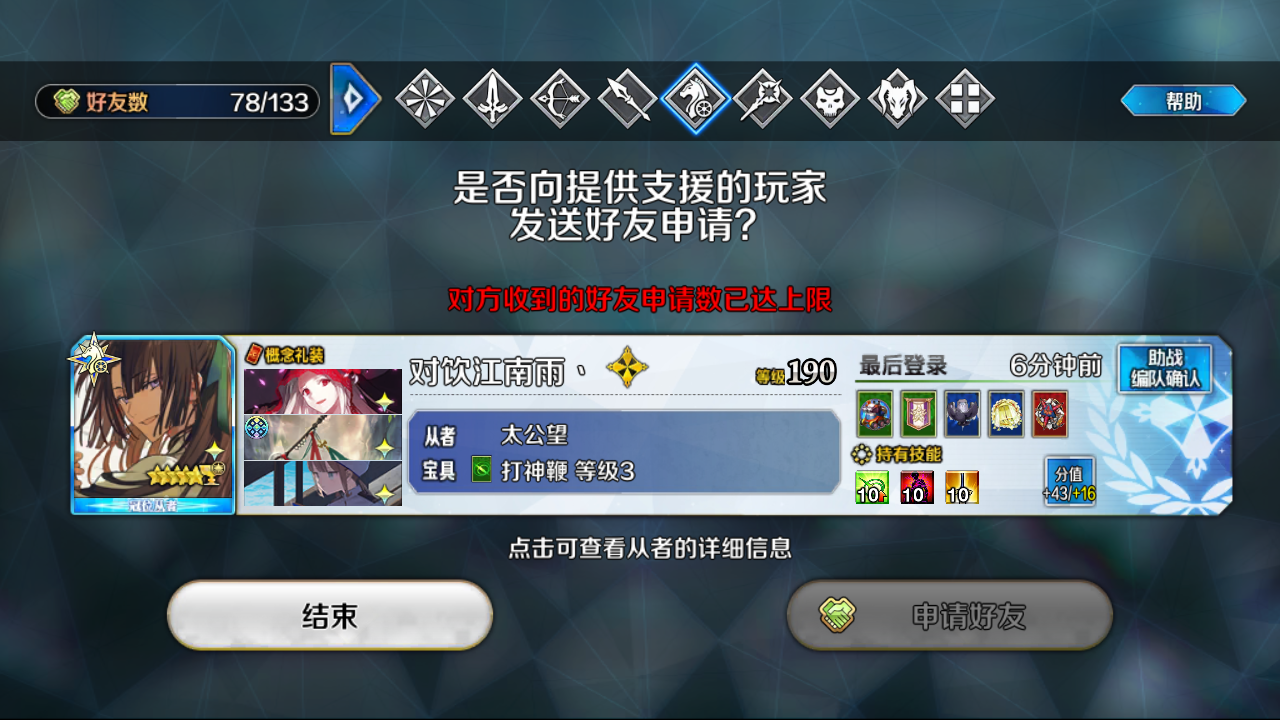 好友数 78/133
帮助
是否向提供支援的玩家
发送好友申请?
对方收到的好友申请数已达上限
概念礼装
对饮江南雨丶
等级190
最后登录 6分钟前
助战
编队确认
从者 太公望
宝具 打神鞭 等级3
持有技能
10 10 10
分值
+43/+16
冠位从者
点击可查看从者的详细信息
结束
申请好友